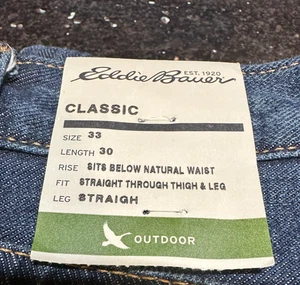 Eddie Bauer EST. 1920
CLASSIC
SIZE 33
LENGTH 30
RISE SITS BELOW NATURAL WAIST
FIT STRAIGHT THROUGH THIGH & LEG
LEG STRAIGH
OUTDOOR